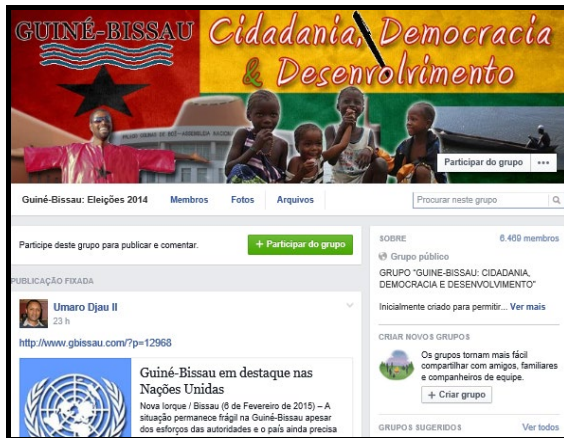 GUINÉ-BISSAU
Cidadania, Democracia
& Desenvolvimento
Participar do grupo
Guiné-Bissau: Eleições 2014 Membros Fotos Arquivos Procurar neste grupo
Participe deste grupo para publicar e comentar. + Participar do grupo
PUBLICAÇÃO FIXADA
Umaro Djau II
23 h
http://www.gbissau.com/?p=12968
Guiné-Bissau em destaque nas
Nações Unidas
Nova Iorque / Bissau (6 de Fevereiro de 2015) – A
situação permanece frágil na Guiné-Bissau apesar
dos esforços das autoridades e o país ainda precisa
SOBRE 6.469 membros
Grupo público
GRUPO "GUINE-BISSAU: CIDADANIA,
DEMOCRACIA E DESENVOLVIMENTO"
Inicialmente criado para permitir... Ver mais
CRIAR NOVOS GRUPOS
Os grupos tornam mais fácil
compartilhar com amigos, familiares
e companheiros de equipe.
+ Criar grupo
GRUPOS SUGERIDOS Ver todos